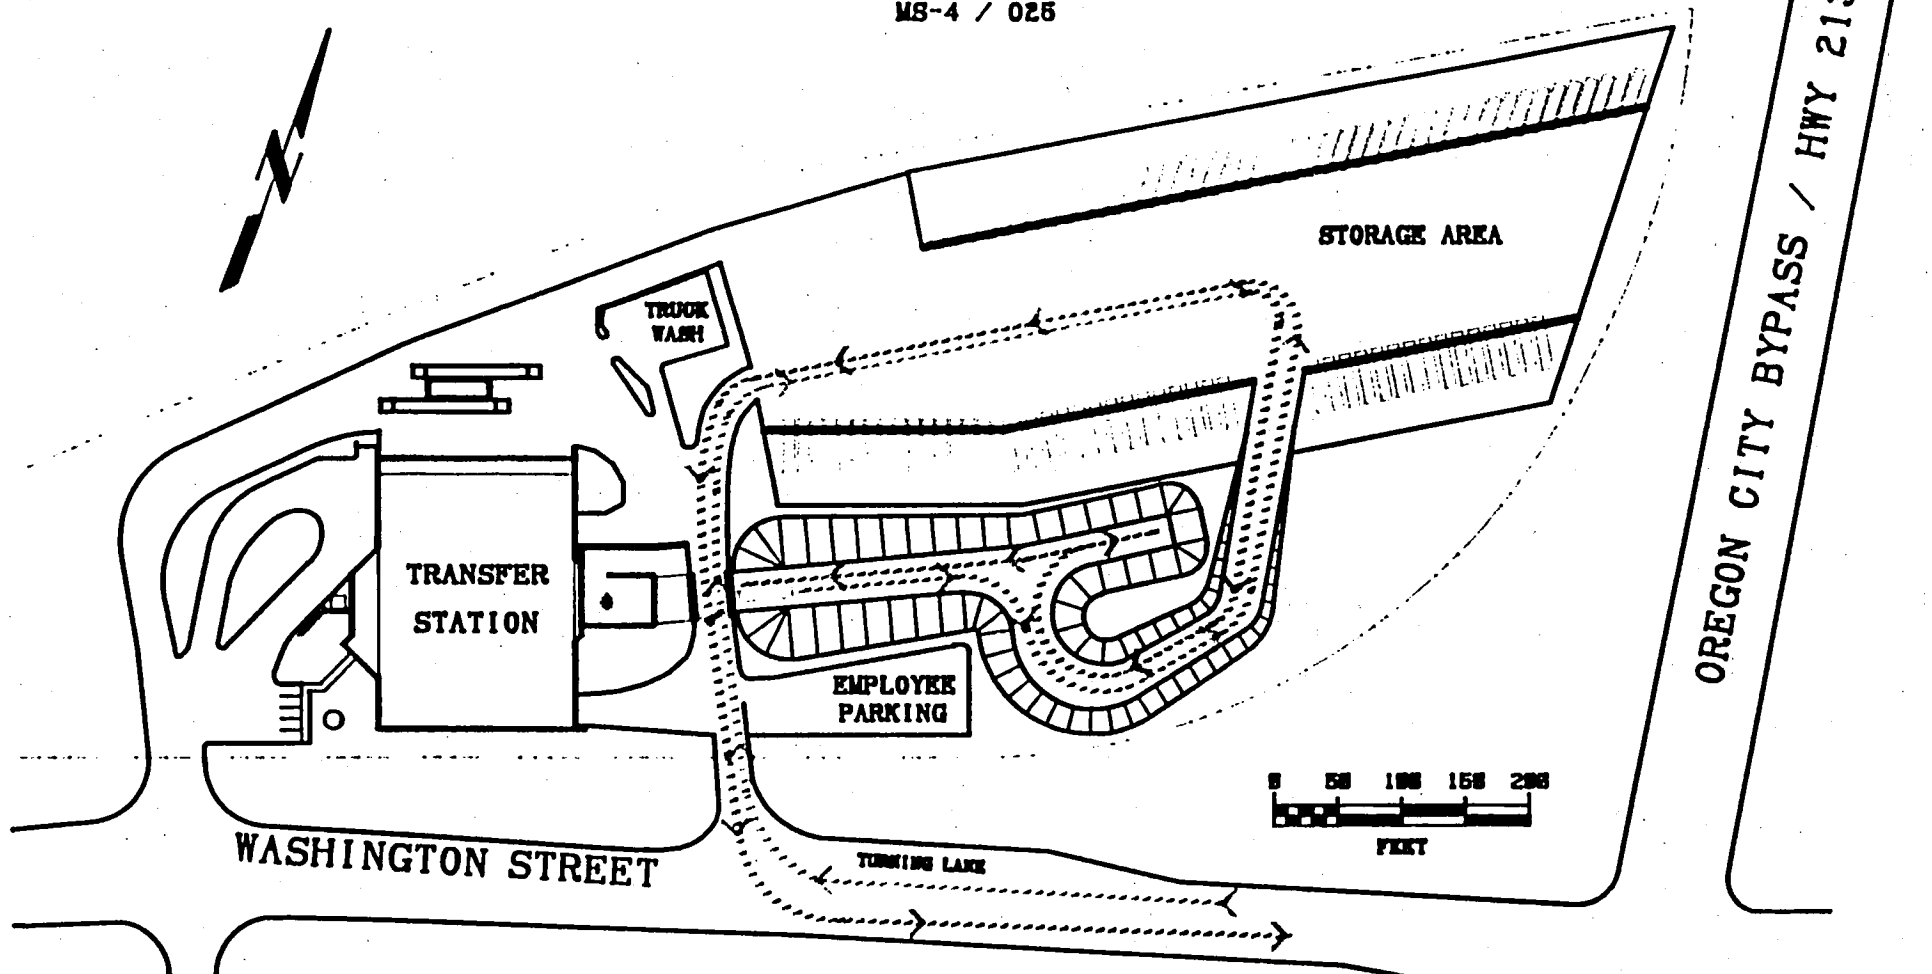 MS-4 / 025
N
OREGON CITY BYPASS / HWY 213
STORAGE AREA
TRUCK
WASH
TRANSFER
STATION
EMPLOYEE
PARKING
0 50 100 150 200
FEET
TURNING LANE
WASHINGTON STREET